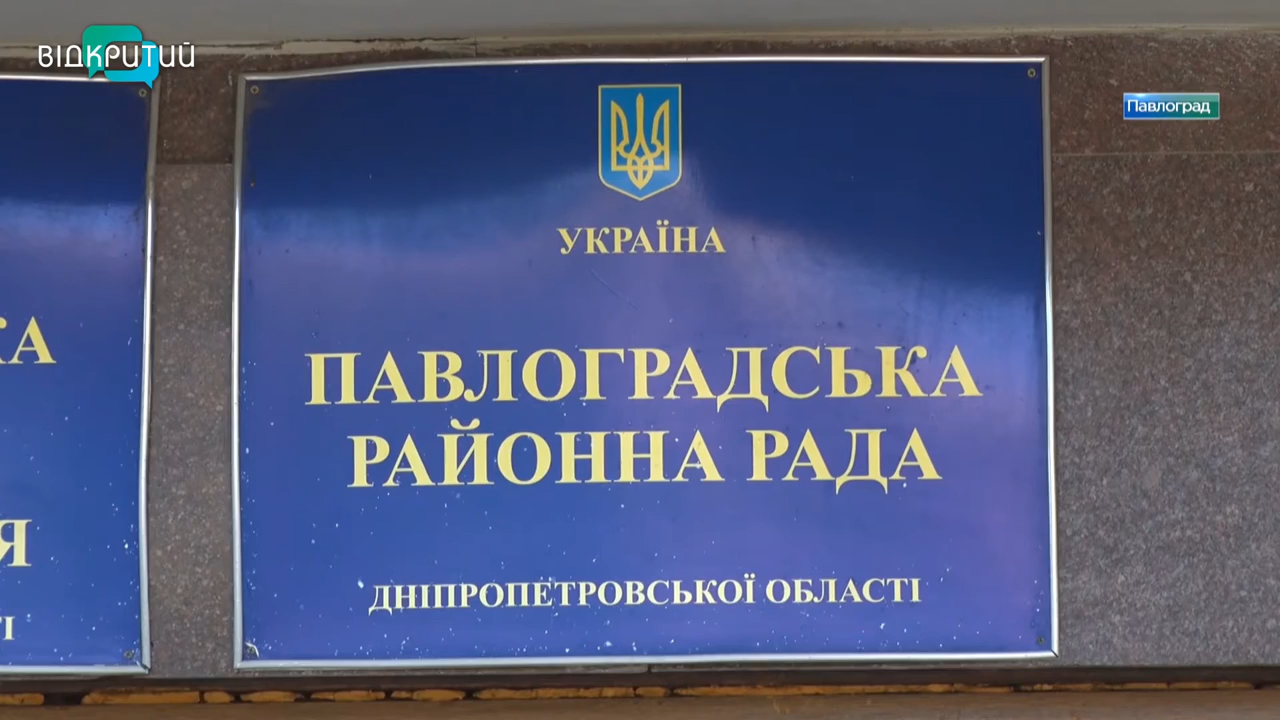 ВІДКРИТИЙ
Павлоград
УКРАЇНА
ПАВЛОГРАДСЬКА
РАЙОННА РАДА
ДНІПРОПЕТРОВСЬКОЇ ОБЛАСТІ